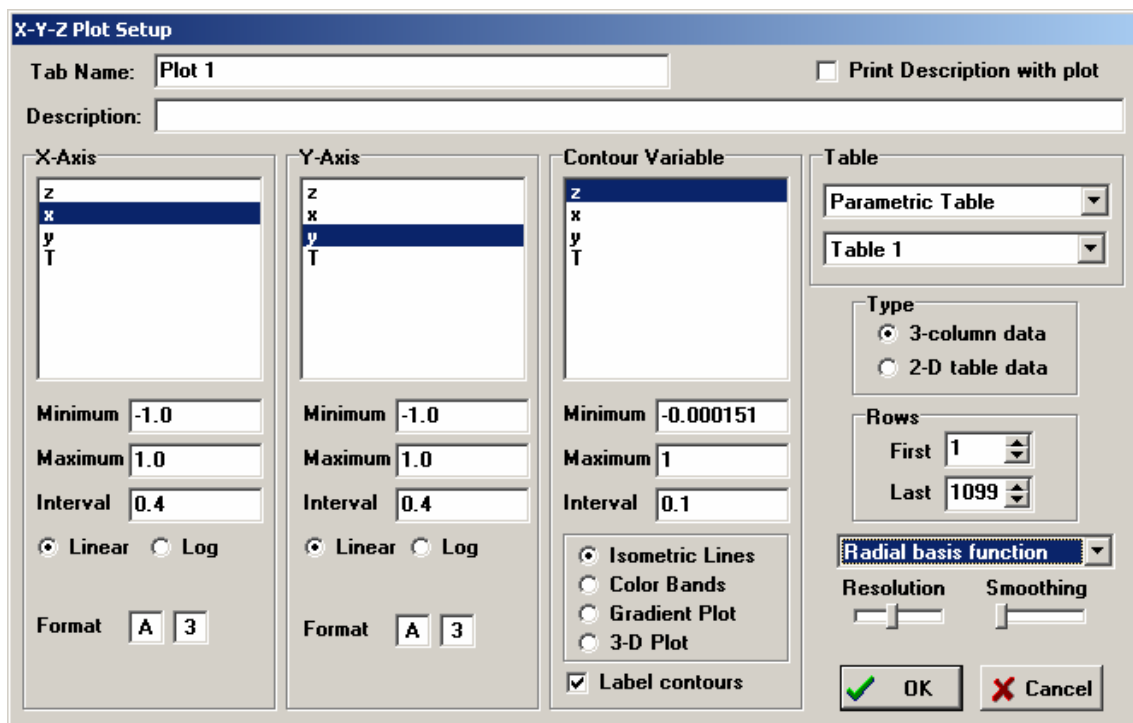 X-Y-Z Plot Setup
Tab Name: Plot 1
Print Description with plot
Description:
X-Axis
z
x
y
T
Minimum -1.0
Maximum 1.0
Interval 0.4
Linear Log
Format A 3
Y-Axis
z
x
y
T
Minimum -1.0
Maximum 1.0
Interval 0.4
Linear Log
Format A 3
Contour Variable
z
x
y
T
Minimum -0.000151
Maximum 1
Interval 0.1
Isometric Lines
Color Bands
Gradient Plot
3-D Plot
Label contours
Table
Parametric Table
Table 1
Type
3-column data
2-D table data
Rows
First 1
Last 1099
Radial basis function
Resolution Smoothing
OK Cancel